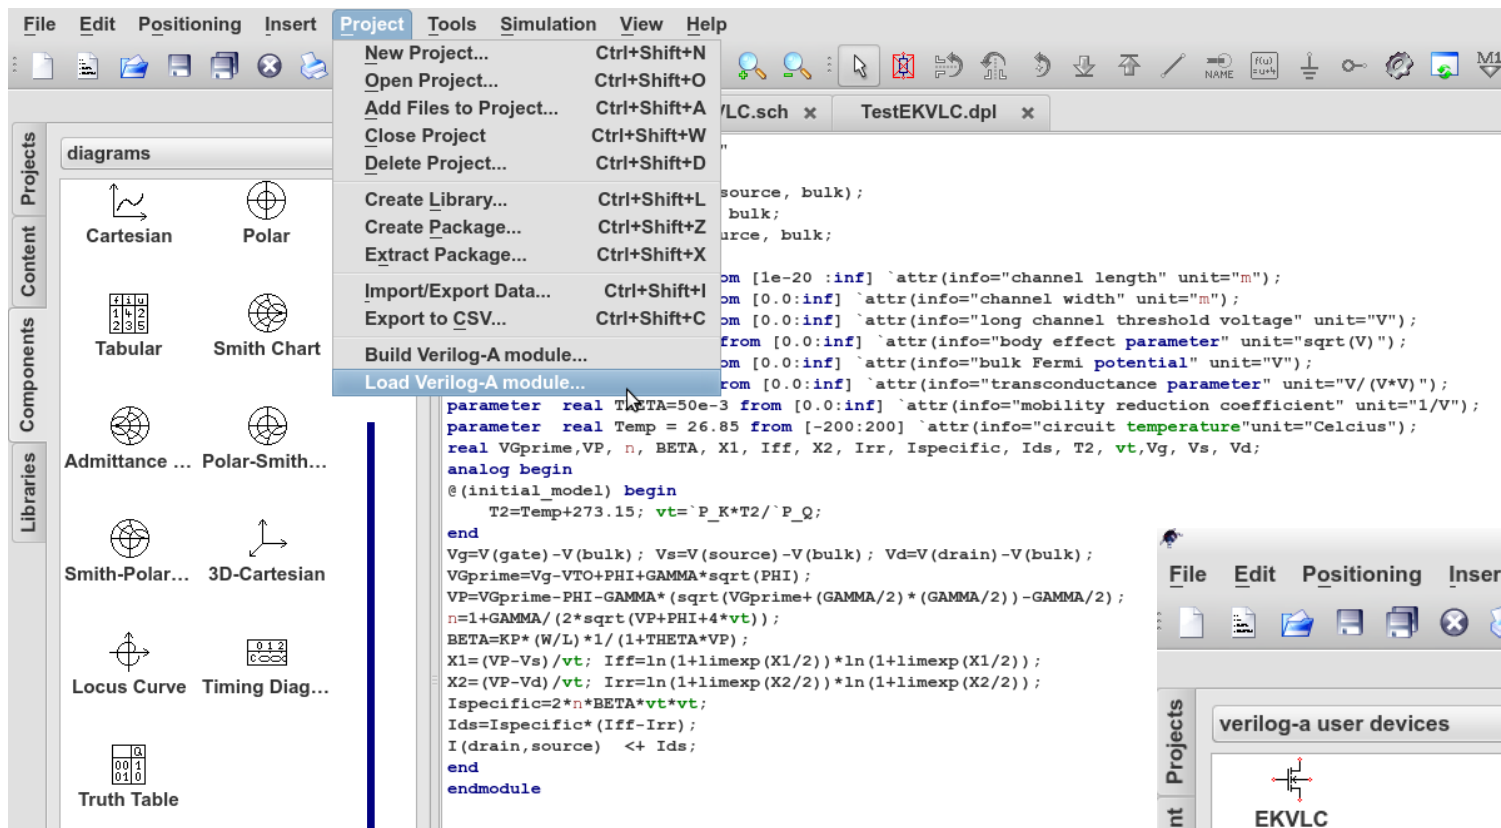 File Edit Positioning Insert Project Tools Simulation View Help
New Project... Ctrl+Shift+N
Open Project... Ctrl+Shift+O
Add Files to Project... Ctrl+Shift+A
Close Project Ctrl+Shift+W
Delete Project... Ctrl+Shift+D
Create Library... Ctrl+Shift+L
Create Package... Ctrl+Shift+Z
Extract Package... Ctrl+Shift+X
Import/Export Data... Ctrl+Shift+I
Export to CSV... Ctrl+Shift+C
Build Verilog-A module...
Load Verilog-A module...
NAME
f(ω)
=u+4
M1
VLC.sch
TestEKVLC.dpl
Projects
Content
Components
Libraries
diagrams
Cartesian Polar
Tabular Smith Chart
Admittance ... Polar-Smith...
Smith-Polar... 3D-Cartesian
Locus Curve Timing Diag...
Truth Table
"
source, bulk);
bulk;
urce, bulk;
om [1e-20 :inf] `attr(info="channel length" unit="m");
om [0.0:inf] `attr(info="channel width" unit="m");
om [0.0:inf] `attr(info="long channel threshold voltage" unit="V");
from [0.0:inf] `attr(info="body effect parameter" unit="sqrt(V)");
om [0.0:inf] `attr(info="bulk Fermi potential" unit="V");
rom [0.0:inf] `attr(info="transconductance parameter" unit="V/(V*V)");
parameter real THETA=50e-3 from [0.0:inf] `attr(info="mobility reduction coefficient" unit="1/V");
parameter real Temp = 26.85 from [-200:200] `attr(info="circuit temperature"unit="Celcius");
real VGprime,VP, n, BETA, X1, Iff, X2, Irr, Ispecific, Ids, T2, vt,Vg, Vs, Vd;
analog begin
@(initial_model) begin
T2=Temp+273.15; vt=`P_K*T2/`P_Q;
end
Vg=V(gate)-V(bulk); Vs=V(source)-V(bulk); Vd=V(drain)-V(bulk);
VGprime=Vg-VTO+PHI+GAMMA*sqrt(PHI);
VP=VGprime-PHI-GAMMA*(sqrt(VGprime+(GAMMA/2)*(GAMMA/2))-GAMMA/2);
n=1+GAMMA/(2*sqrt(VP+PHI+4*vt));
BETA=KP*(W/L)*1/(1+THETA*VP);
X1=(VP-Vs)/vt; Iff=ln(1+limexp(X1/2))*ln(1+limexp(X1/2));
X2=(VP-Vd)/vt; Irr=ln(1+limexp(X2/2))*ln(1+limexp(X2/2));
Ispecific=2*n*BETA*vt*vt;
Ids=Ispecific*(Iff-Irr);
I(drain,source) <+ Ids;
end
endmodule
File Edit Positioning Inser
Projects
nt
verilog-a user devices
EKVLC